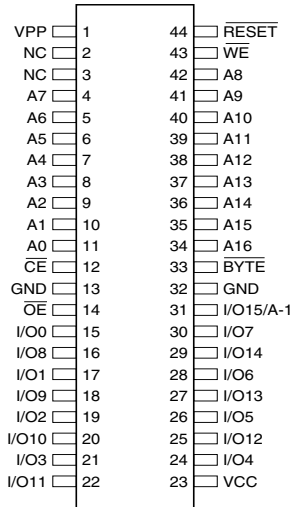 VPP 1 44 RESET
NC 2 43 WE
NC 3 42 A8
A7 4 41 A9
A6 5 40 A10
A5 6 39 A11
A4 7 38 A12
A3 8 37 A13
A2 9 36 A14
A1 10 35 A15
A0 11 34 A16
CE 12 33 BYTE
GND 13 32 GND
OE 14 31 I/O15/A-1
I/O0 15 30 I/O7
I/O8 16 29 I/O14
I/O1 17 28 I/O6
I/O9 18 27 I/O13
I/O2 19 26 I/O5
I/O10 20 25 I/O12
I/O3 21 24 I/O4
I/O11 22 23 VCC